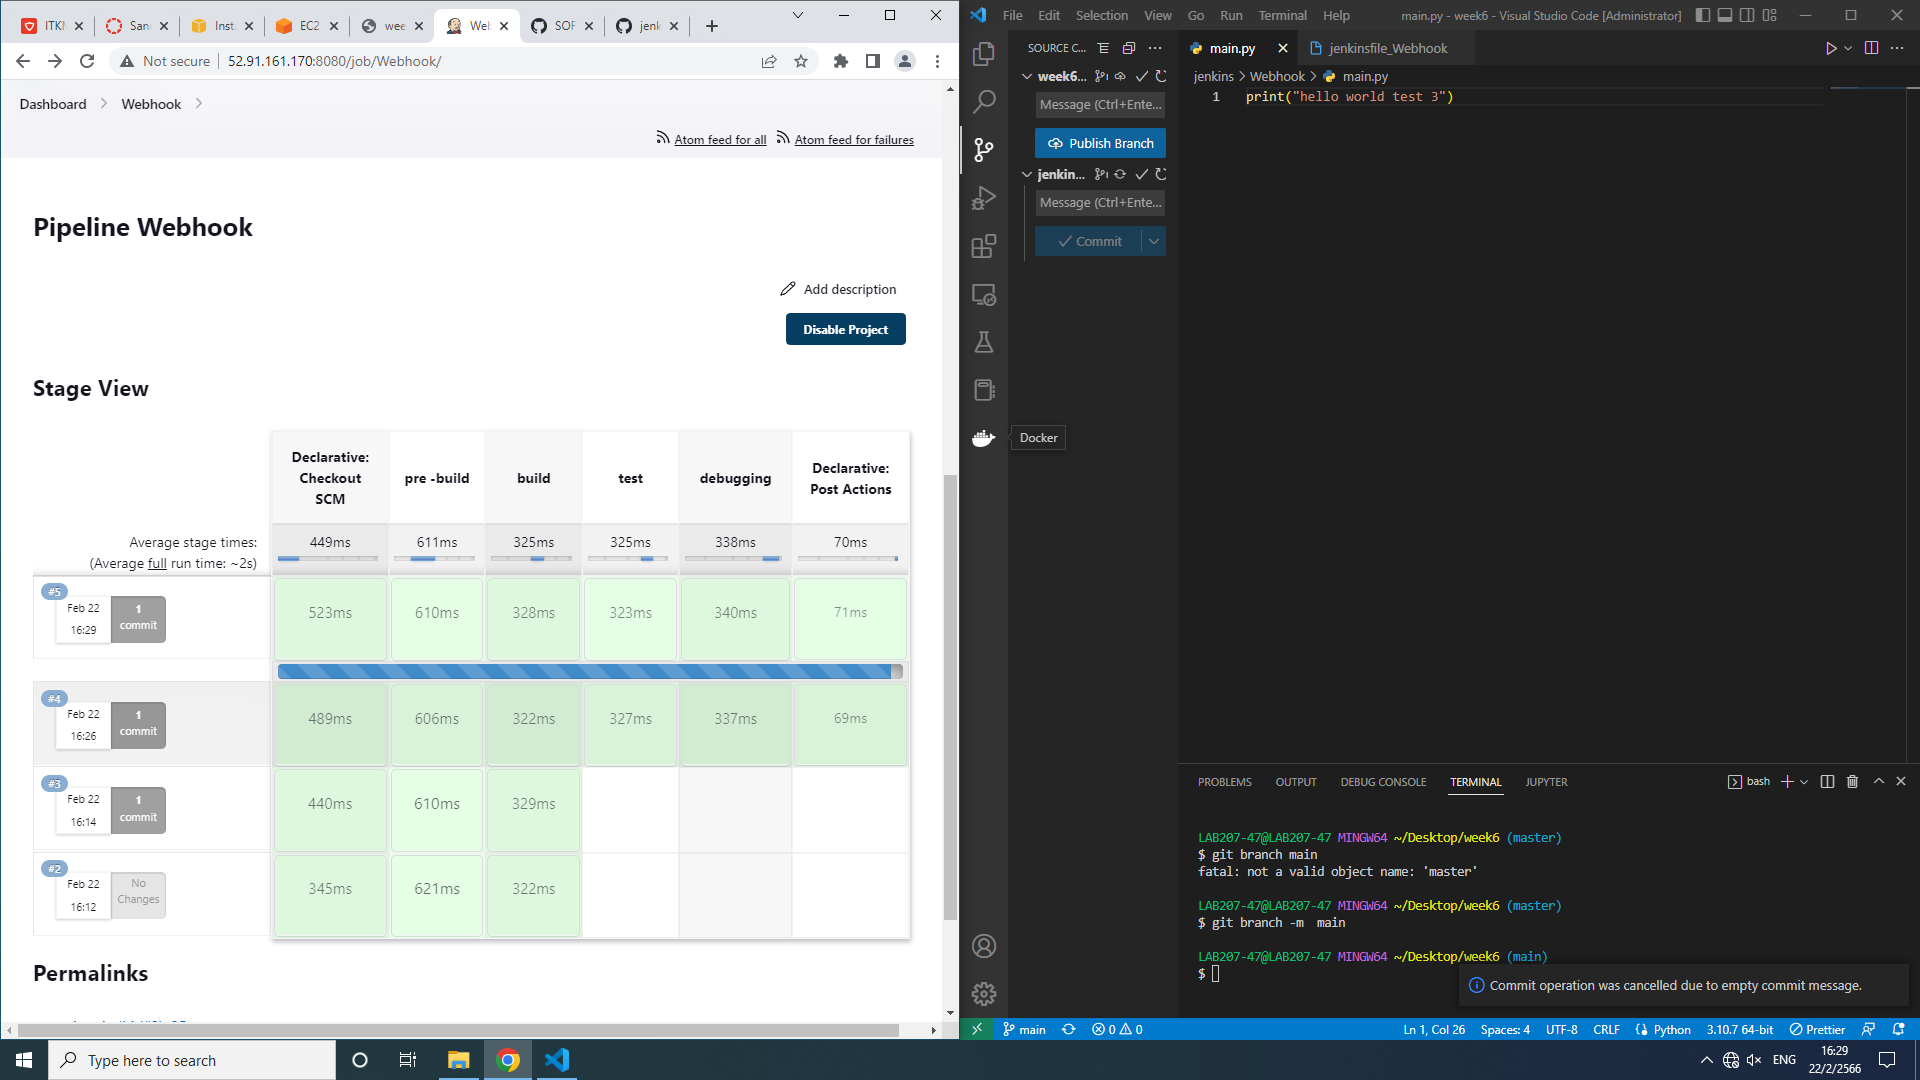 ITKM
San
Inst
EC2
wee
Web
SOF
jenk
Not secure
52.91.161.170:8080/job/Webhook/
Dashboard
Webhook
Atom feed for all
Atom feed for failures
Pipeline Webhook
Add description
Disable Project
Stage View
Declarative: Checkout SCM
pre -build
build
test
debugging
Declarative: Post Actions
Average stage times:
(Average full run time: ~2s)
449ms
611ms
325ms
325ms
338ms
70ms
#5
Feb 22
16:29
1 commit
523ms
610ms
328ms
323ms
340ms
71ms
#4
Feb 22
16:26
1 commit
489ms
606ms
322ms
327ms
337ms
69ms
#3
Feb 22
16:14
1 commit
440ms
610ms
329ms
#2
Feb 22
16:12
No Changes
345ms
621ms
322ms
Permalinks
File Edit Selection View Go Run Terminal Help
main.py - week6 - Visual Studio Code [Administrator]
SOURCE C...
week6...
Message (Ctrl+Ente...
Publish Branch
jenkin...
Message (Ctrl+Ente...
Commit
Docker
main.py
jenkinsfile_Webhook
jenkins > Webhook > main.py
1 print("hello world test 3")
PROBLEMS OUTPUT DEBUG CONSOLE TERMINAL JUPYTER
bash
LAB207-47@LAB207-47 MINGW64 ~/Desktop/week6 (master)
$ git branch main
fatal: not a valid object name: 'master'
LAB207-47@LAB207-47 MINGW64 ~/Desktop/week6 (master)
$ git branch -m  main
LAB207-47@LAB207-47 MINGW64 ~/Desktop/week6 (main)
$
Commit operation was cancelled due to empty commit message.
main
0 0
Ln 1, Col 26
Spaces: 4
UTF-8
CRLF
Python
3.10.7 64-bit
Prettier
Type here to search
ENG
16:29
22/2/2566